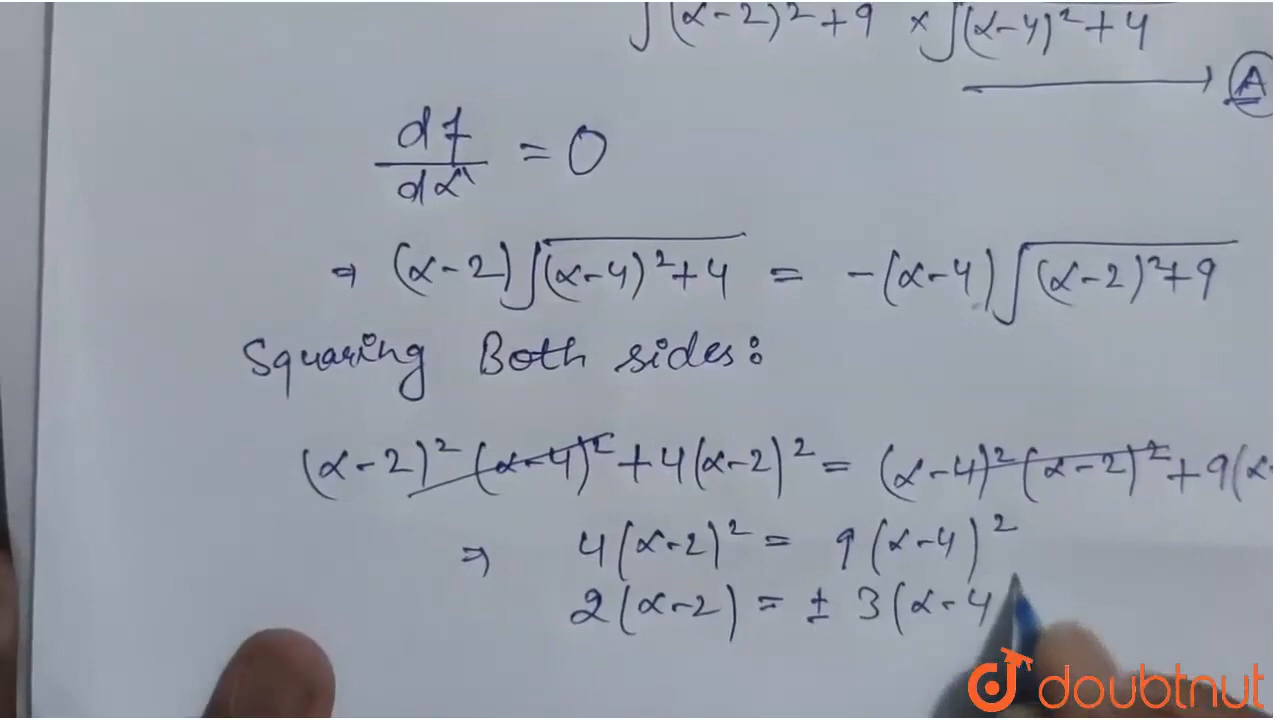 √(α-2)²+9 × √(α-4)²+4
A
df/dα = 0
⇒ (α-2)√(α-4)²+4 = -(α-4)√(α-2)²+9
Squaring Both sides:
(α-2)²(α-4)²+4(α-2)² = (α-4)²(α-2)²+9(α-
⇒ 4(α-2)² = 9(α-4)²
2(α-2) = ± 3(α-4
doubtnut